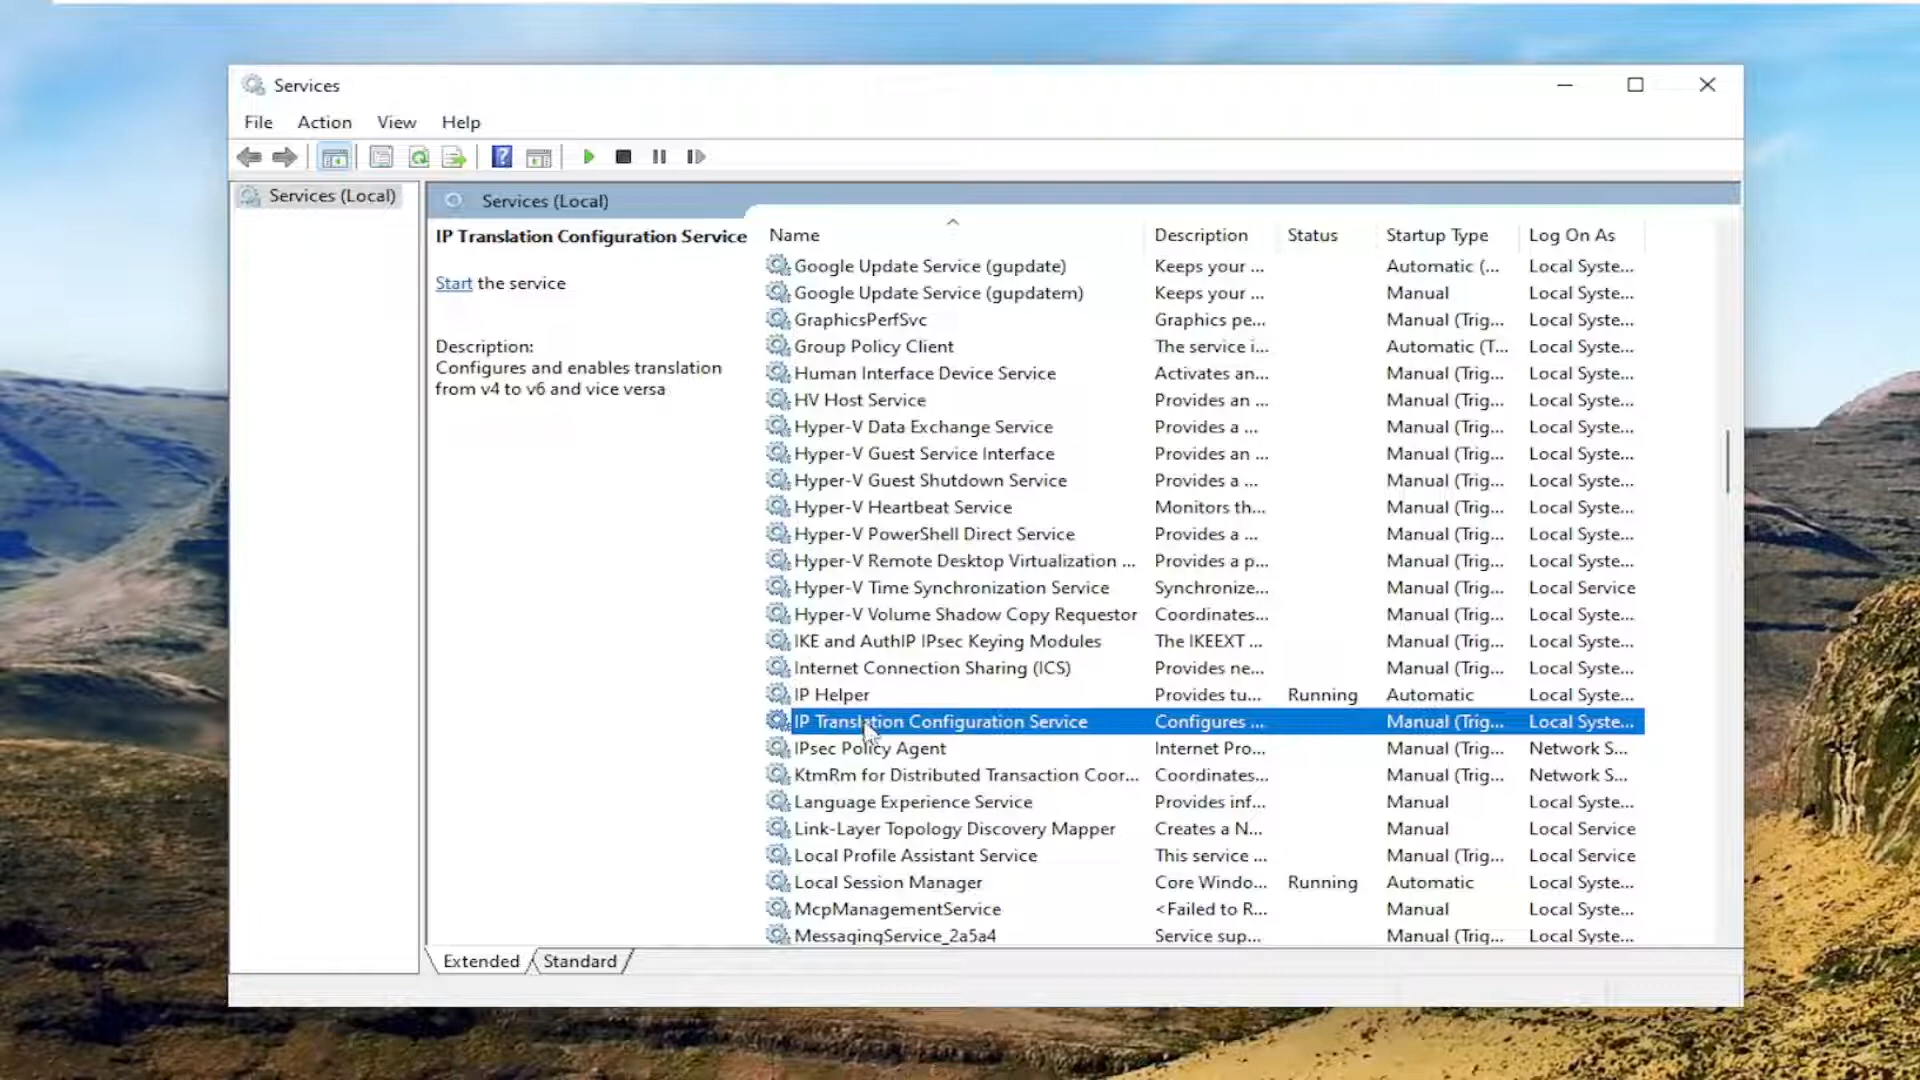 Services
File Action View Help
Services (Local)
Services (Local)
IP Translation Configuration Service
Start the service
Description:
Configures and enables translation
from v4 to v6 and vice versa
Name Description Status Startup Type Log On As
Google Update Service (gupdate) Keeps your ... Automatic (... Local Syste...
Google Update Service (gupdatem) Keeps your ... Manual Local Syste...
GraphicsPerfSvc Graphics pe... Manual (Trig... Local Syste...
Group Policy Client The service i... Automatic (T... Local Syste...
Human Interface Device Service Activates an... Manual (Trig... Local Syste...
HV Host Service Provides an ... Manual (Trig... Local Syste...
Hyper-V Data Exchange Service Provides a ... Manual (Trig... Local Syste...
Hyper-V Guest Service Interface Provides an ... Manual (Trig... Local Syste...
Hyper-V Guest Shutdown Service Provides a ... Manual (Trig... Local Syste...
Hyper-V Heartbeat Service Monitors th... Manual (Trig... Local Syste...
Hyper-V PowerShell Direct Service Provides a ... Manual (Trig... Local Syste...
Hyper-V Remote Desktop Virtualization ... Provides a p... Manual (Trig... Local Syste...
Hyper-V Time Synchronization Service Synchronize... Manual (Trig... Local Service
Hyper-V Volume Shadow Copy Requestor Coordinates... Manual (Trig... Local Syste...
IKE and AuthIP IPsec Keying Modules The IKEEXT ... Manual (Trig... Local Syste...
Internet Connection Sharing (ICS) Provides ne... Manual (Trig... Local Syste...
IP Helper Provides tu... Running Automatic Local Syste...
IP Translation Configuration Service Configures ... Manual (Trig... Local Syste...
IPsec Policy Agent Internet Pro... Manual (Trig... Network S...
KtmRm for Distributed Transaction Coor... Coordinates... Manual (Trig... Network S...
Language Experience Service Provides inf... Manual Local Syste...
Link-Layer Topology Discovery Mapper Creates a N... Manual Local Service
Local Profile Assistant Service This service ... Manual (Trig... Local Service
Local Session Manager Core Windo... Running Automatic Local Syste...
McpManagementService <Failed to R... Manual Local Syste...
MessagingService_2a5a4 Service sup... Manual (Trig... Local Syste...
Extended Standard